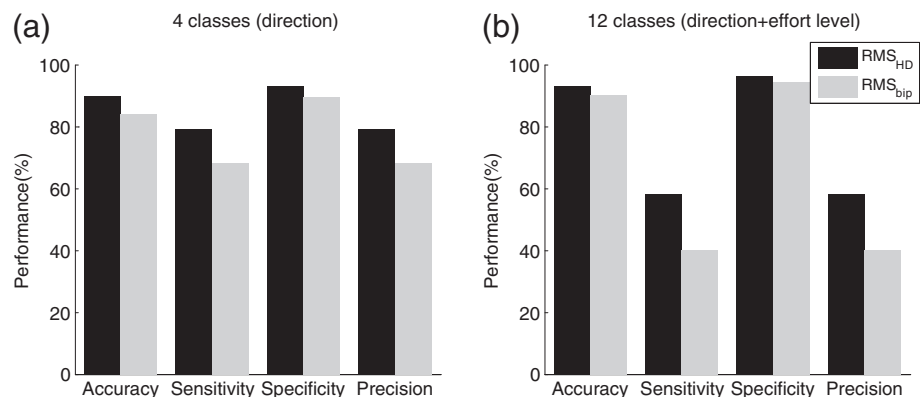 (a)
4 classes (direction)
Performance(%)
100
80
60
40
20
0
Accuracy Sensitivity Specificity Precision
(b)
12 classes (direction+effort level)
RMS_HD
RMS_bip
Performance(%)
100
80
60
40
20
0
Accuracy Sensitivity Specificity Precision